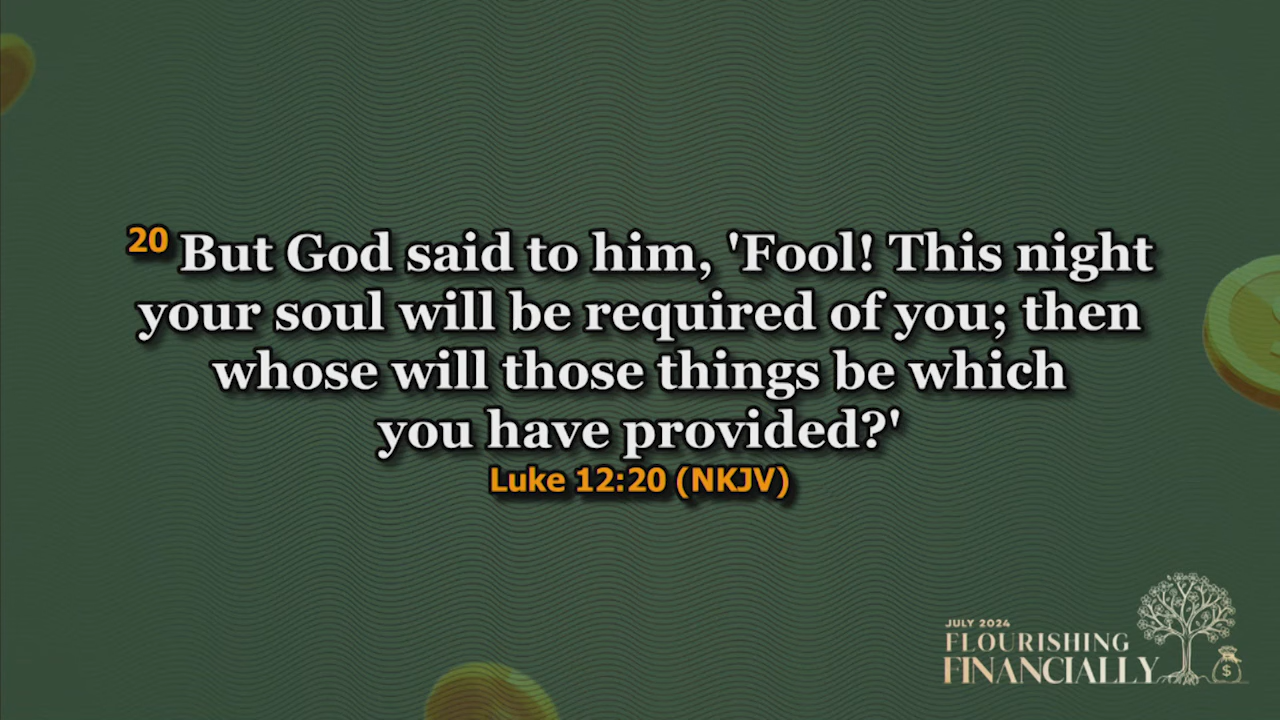 20 But God said to him, 'Fool! This night
your soul will be required of you; then
whose will those things be which
you have provided?'
Luke 12:20 (NKJV)
JULY 2024
FLOURISHING
FINANCIALLY
$